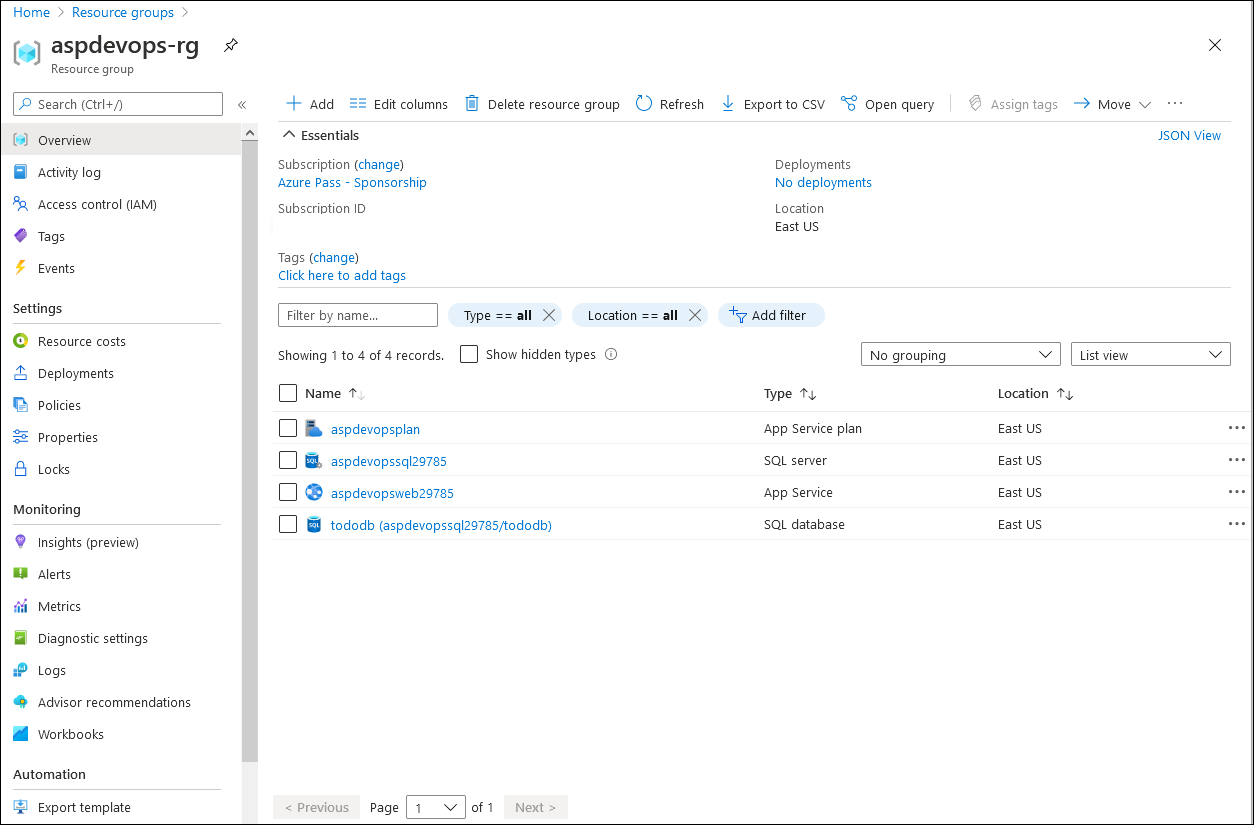 Home > Resource groups >
aspdevops-rg
Resource group
Search (Ctrl+/)
«
Overview
Activity log
Access control (IAM)
Tags
Events
Settings
Resource costs
Deployments
Policies
Properties
Locks
Monitoring
Insights (preview)
Alerts
Metrics
Diagnostic settings
Logs
Advisor recommendations
Workbooks
Automation
Export template
Add Edit columns Delete resource group Refresh Export to CSV Open query Assign tags Move ...
Essentials JSON View
Subscription (change) Deployments
Azure Pass - Sponsorship No deployments
Subscription ID Location
East US
Tags (change)
Click here to add tags
Filter by name... Type == all Location == all Add filter
Showing 1 to 4 of 4 records. Show hidden types No grouping List view
Name Type Location
aspdevopsplan App Service plan East US ...
SQL aspdevopssql29785 SQL server East US ...
aspdevopsweb29785 App Service East US ...
SQL tododb (aspdevopssql29785/tododb) SQL database East US ...
< Previous Page 1 of 1 Next >